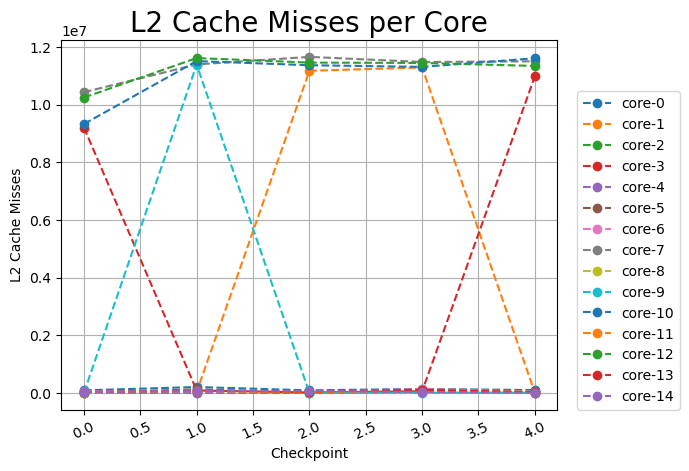 L2 Cache Misses per Core
1e7
1.2
1.0
0.8
0.6
0.4
0.2
0.0
L2 Cache Misses
0.0
0.5
1.0
1.5
2.0
2.5
3.0
3.5
4.0
Checkpoint
core-0
core-1
core-2
core-3
core-4
core-5
core-6
core-7
core-8
core-9
core-10
core-11
core-12
core-13
core-14